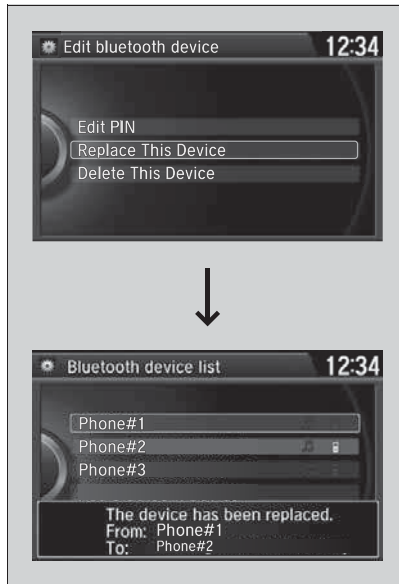 Edit bluetooth device 12:34
Edit PIN
Replace This Device
Delete This Device
Bluetooth device list 12:34
Phone#1
Phone#2
Phone#3
The device has been replaced.
From: Phone#1
To: Phone#2